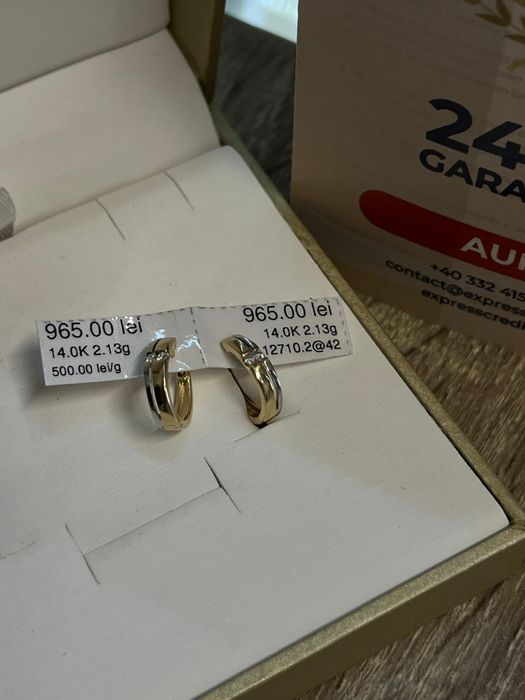 24
GARA
AU
+40 332 415
contact@express
expresscredi
965.00 lei
14.0K 2.13g
500.00 lei/g
965.00 lei
14.0K 2.13g
12710.2@42